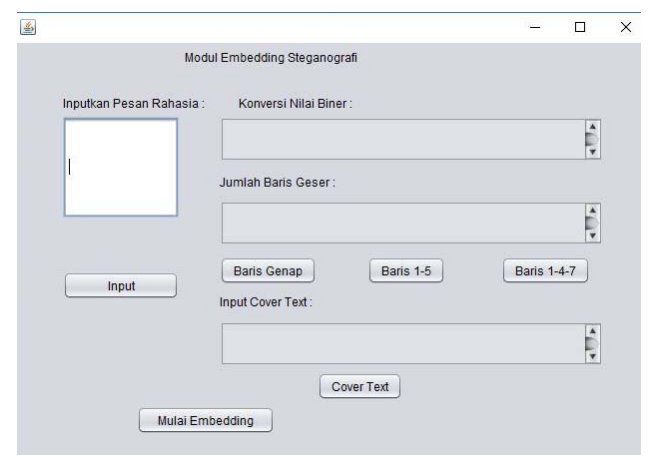 Modul Embedding Steganografi
Inputkan Pesan Rahasia : Konversi Nilai Biner :
Jumlah Baris Geser :
Baris Genap Baris 1-5 Baris 1-4-7
Input
Input Cover Text :
Cover Text
Mulai Embedding